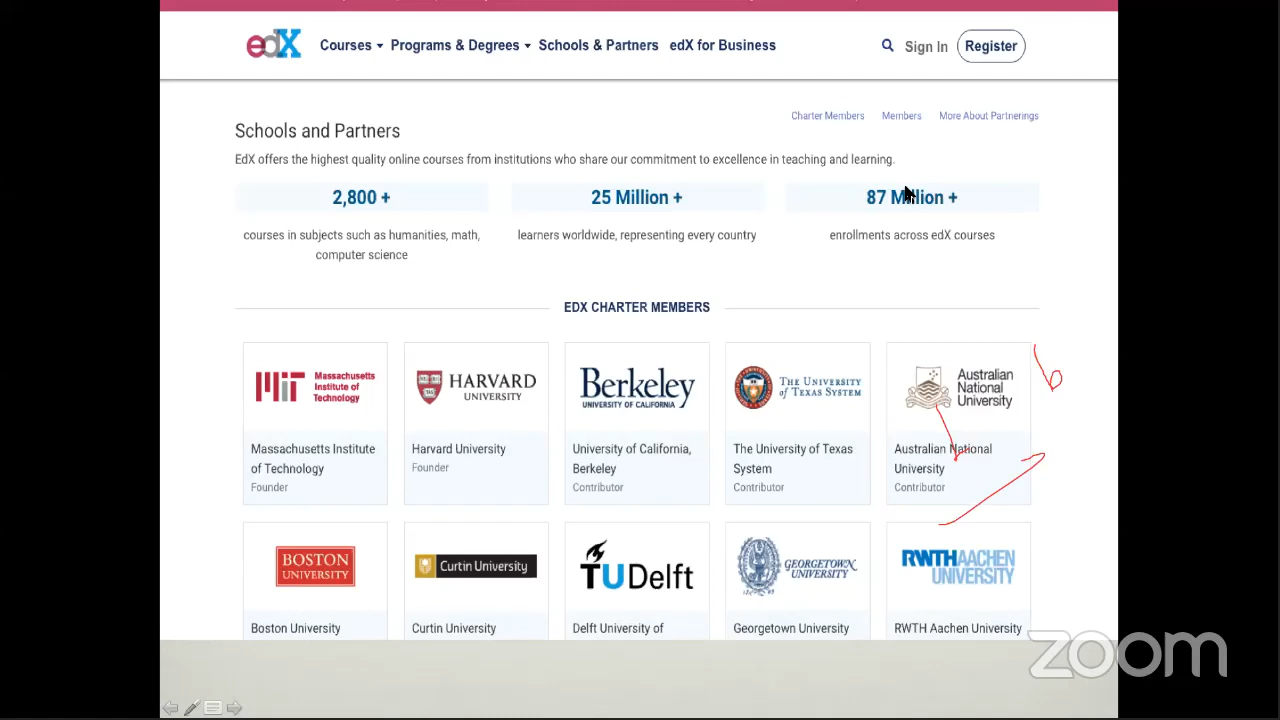 edX Courses Programs & Degrees Schools & Partners edX for Business Sign In Register
Charter Members Members More About Partnerings
Schools and Partners
EdX offers the highest quality online courses from institutions who share our commitment to excellence in teaching and learning.
2,800 + 25 Million + 87 Million +
courses in subjects such as humanities, math, learners worldwide, representing every country enrollments across edX courses
computer science
EDX CHARTER MEMBERS
Massachusetts
Institute of
Technology
MIT
HARVARD
UNIVERSITY
Berkeley
UNIVERSITY OF CALIFORNIA
THE UNIVERSITY
of TEXAS SYSTEM
Australian
National
University
Massachusetts Institute
of Technology
Founder
Harvard University
Founder
University of California,
Berkeley
Contributor
The University of Texas
System
Contributor
Australian National
University
Contributor
BOSTON
UNIVERSITY
Curtin University
TUDelft
GEORGETOWN
UNIVERSITY
RWTHAACHEN
UNIVERSITY
Boston University
Curtin University
Delft University of
Georgetown University
RWTH Aachen University
zoom